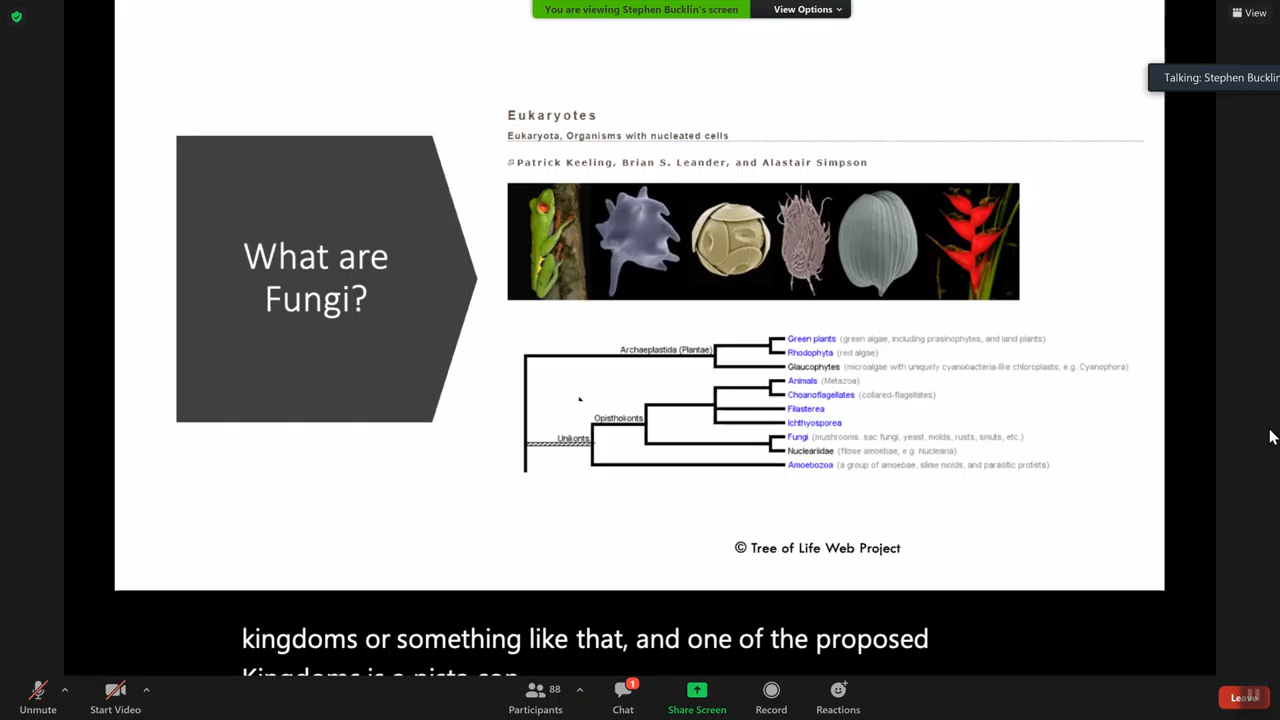 You are viewing Stephen Bucklin's screen
View Options
View
Talking: Stephen Bucklin
Eukaryotes
Eukaryota, Organisms with nucleated cells
Patrick Keeling, Brian S. Leander, and Alastair Simpson
What are
Fungi?
Archaeplastida (Plantae)
Green plants (green algae, including prasinophytes, and land plants)
Rhodophyta (red algae)
Glaucophytes (microalgae with uniquely cyanobacteria-like chloroplasts; e.g. Cyanophora)
Animals (Metazoa)
Choanoflagellates (collared-flagellates)
Filasterea
Opisthokonts
Ichthyosporea
Unikonts
Fungi (mushrooms, sac fungi, yeast, molds, rusts, smuts, etc.)
Nucleariidae (filose amoebae; e.g. Nuclearia)
Amoebozoa (a group of amoebae, slime molds, and parasitic protists)
© Tree of Life Web Project
kingdoms or something like that, and one of the proposed
Kingdoms is a pista con
Unmute
Start Video
88
Participants
1
Chat
Share Screen
Record
Reactions
Leave